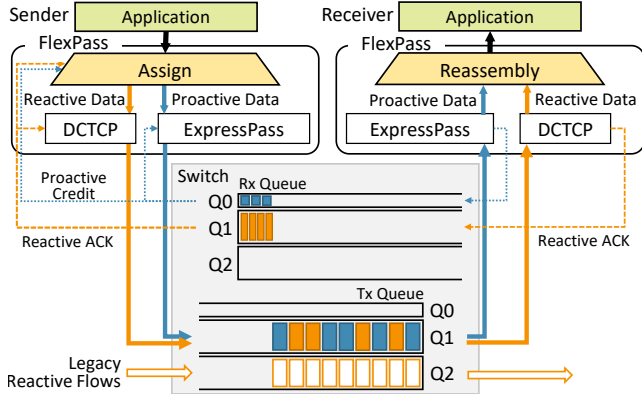 Sender
Application
Receiver
Application
FlexPass
FlexPass
Assign
Reassembly
Reactive Data
Proactive Data
Proactive Data
Reactive Data
DCTCP
ExpressPass
ExpressPass
DCTCP
Proactive
Credit
Switch
Rx Queue
Q0
Q1
Reactive ACK
Reactive ACK
Q2
Tx Queue
Q0
Q1
Legacy
Reactive Flows
Q2